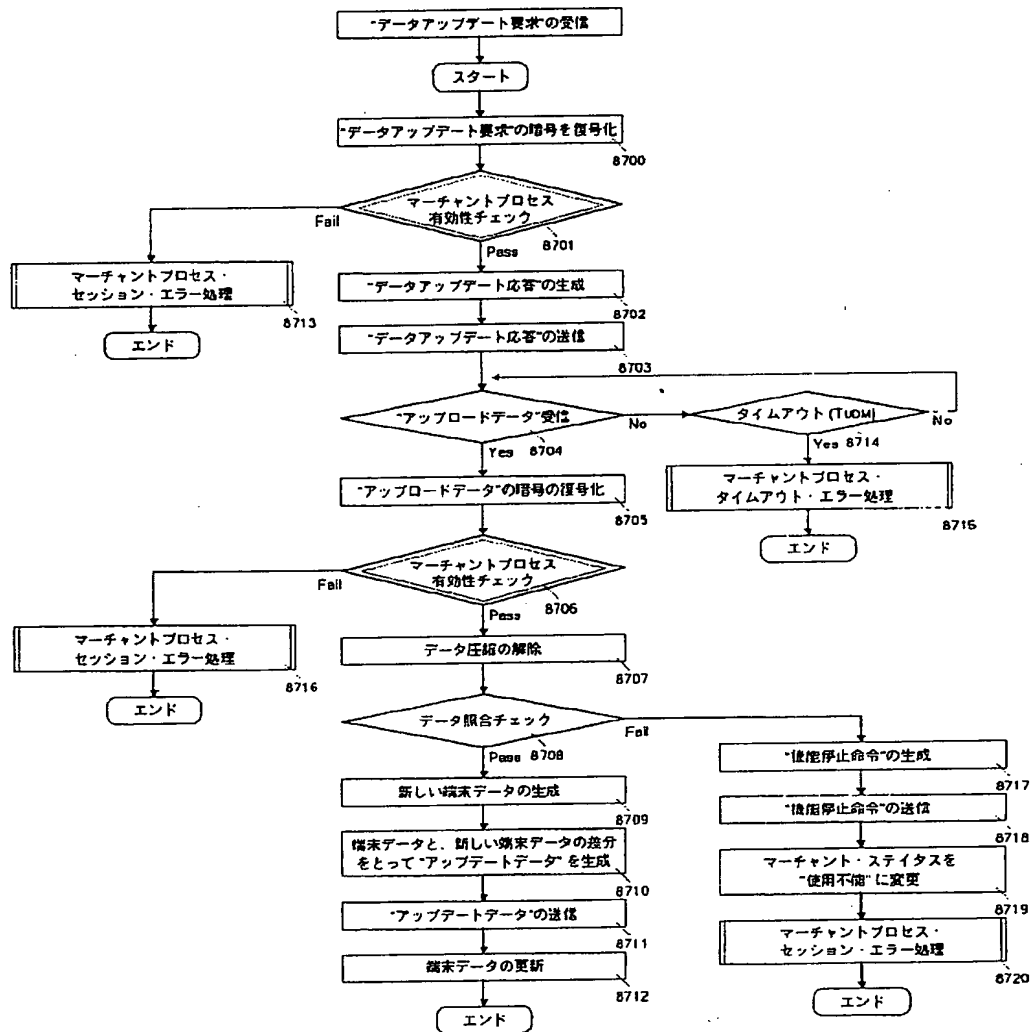 "データアップデート要求"の受信
スタート
"データアップデート要求"の暗号を復号化
8700
マーチャントプロセス
有効性チェック
8701
Fail
Pass
マーチャントプロセス・
セッション・エラー処理
8713
エンド
"データアップデート応答"の生成
8702
"データアップデート応答"の送信
8703
"アップロードデータ"受信
8704
No
Yes
タイムアウト(TUDM)
8714
No
Yes
マーチャントプロセス・
タイムアウト・エラー処理
8715
エンド
"アップロードデータ"の暗号の復号化
8705
マーチャントプロセス
有効性チェック
8706
Fail
Pass
マーチャントプロセス・
セッション・エラー処理
8716
エンド
データ圧縮の解除
8707
データ照合チェック
8708
Fail
Pass
新しい端末データの生成
8709
端末データと、新しい端末データの差分
をとって"アップデートデータ"を生成
8710
"アップデートデータ"の送信
8711
端末データの更新
8712
エンド
"機能停止命令"の生成
8717
"機能停止命令"の送信
8718
マーチャント・ステイタスを
"使用不能"に変更
8719
マーチャントプロセス・
セッション・エラー処理
8720
エンド